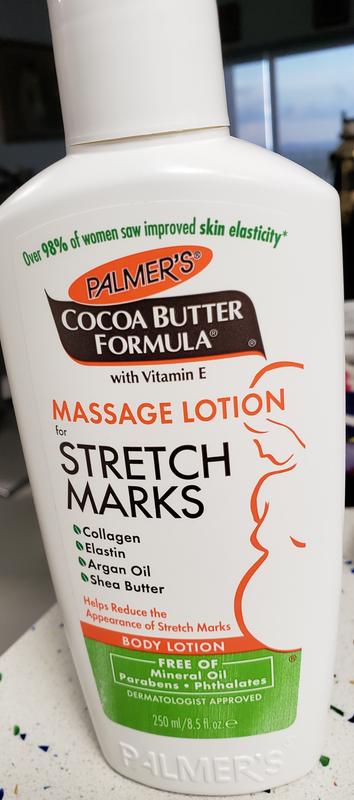 Over 98% of women saw improved skin elasticity*
PALMER'S®
COCOA BUTTER
FORMULA®
®
with Vitamin E
MASSAGE LOTION
for
STRETCH
MARKS
Collagen
Elastin
Argan Oil
Shea Butter
Helps Reduce the
Appearance of Stretch Marks
BODY LOTION
®
FREE OF
Mineral Oil
Parabens • Phthalates
DERMATOLOGIST APPROVED
250 ml/8.5 fl. oz. ℮
PALMER'S